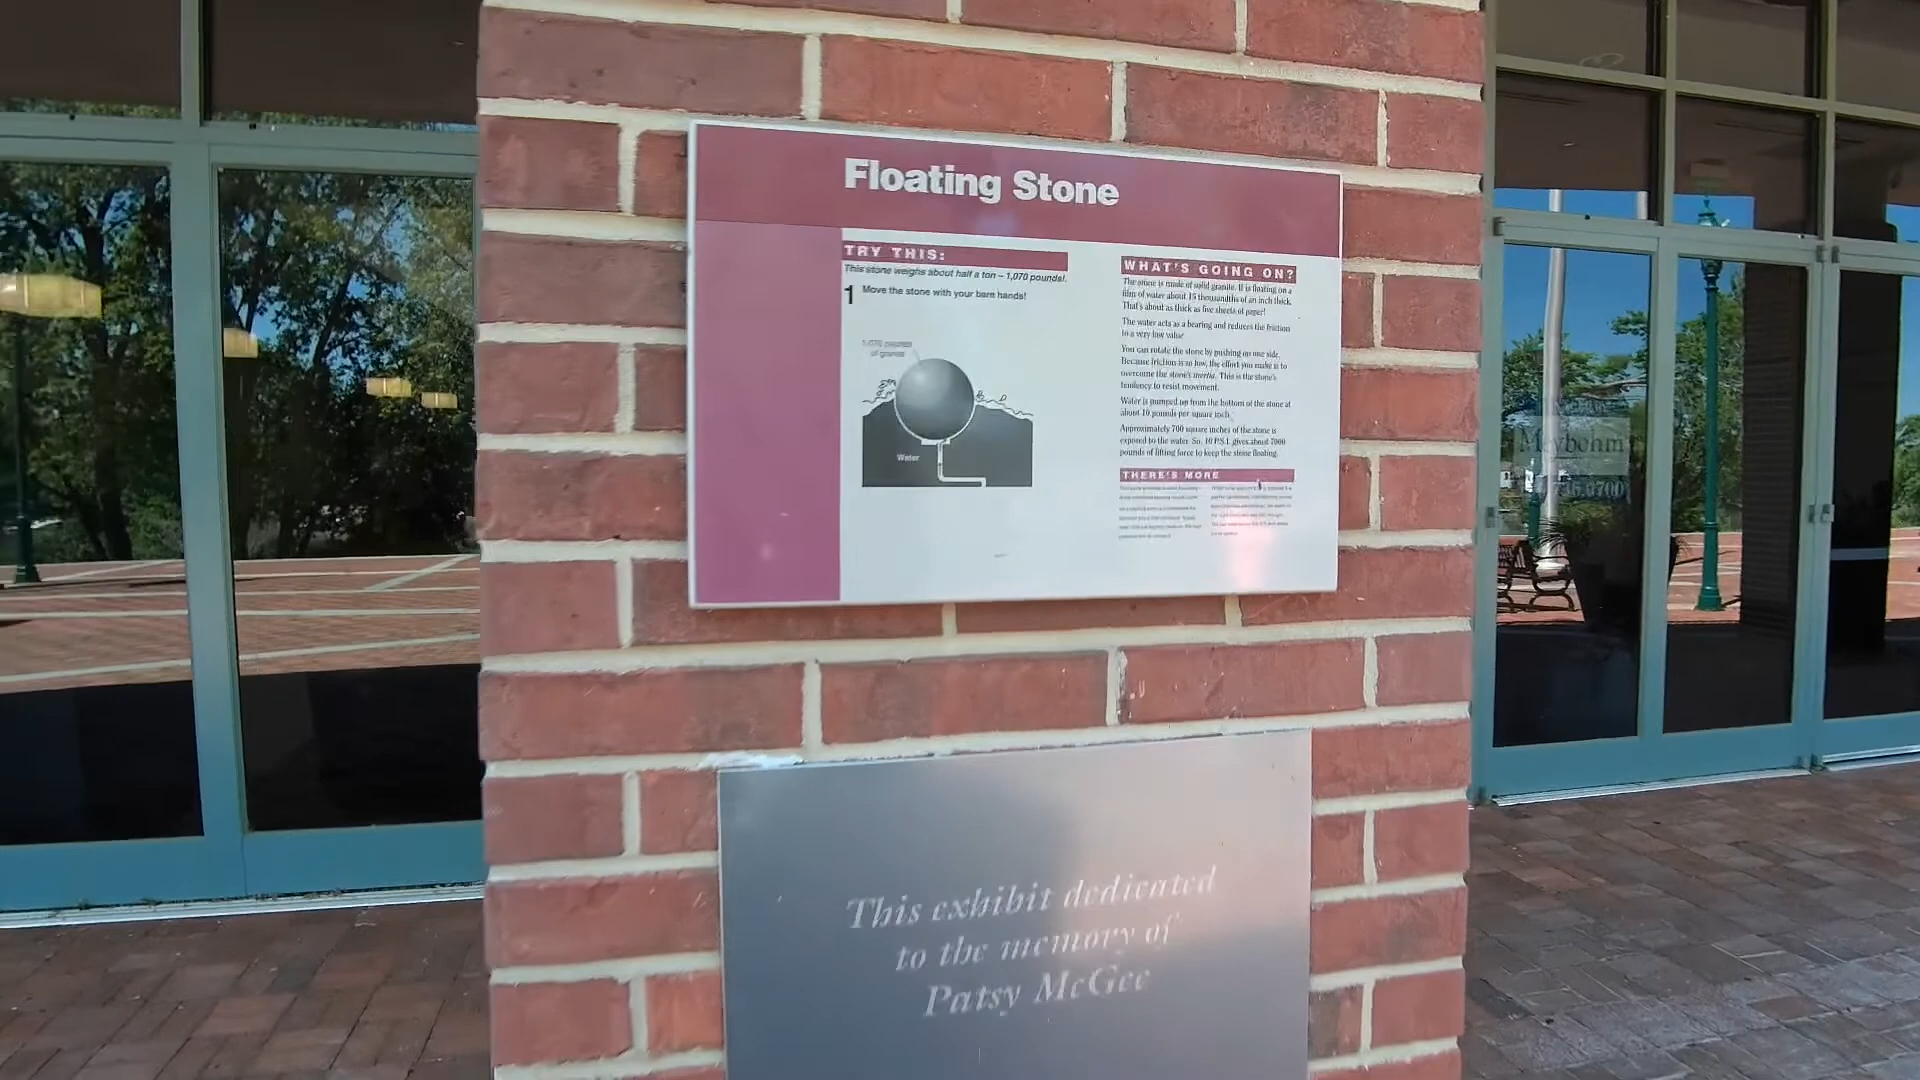 Floating Stone
TRY THIS:
This stone weighs about half a ton – 1,070 pounds!
1 Move the stone with your bare hands!
1,070 pounds
of granite
Water
WHAT'S GOING ON?
The stone is made of solid granite. It is floating on a
film of water about 15 thousandths of an inch thick.
That's about as thick as five sheets of paper!
The water acts as a bearing and reduces the friction
to a very low value
You can rotate the stone by pushing on one side.
Because friction is so low, the effort you make is to
overcome the stone's inertia. This is the stone's
tendency to resist movement.
Water is pumped up from the bottom of the stone at
about 10 pounds per square inch.
Approximately 700 square inches of the stone is
exposed to the water. So, 10 P.S.I. gives about 7000
pounds of lifting force to keep the stone floating.
THERE'S MORE
This exhibit dedicated
to the memory of
Patsy McGee
Meybohm